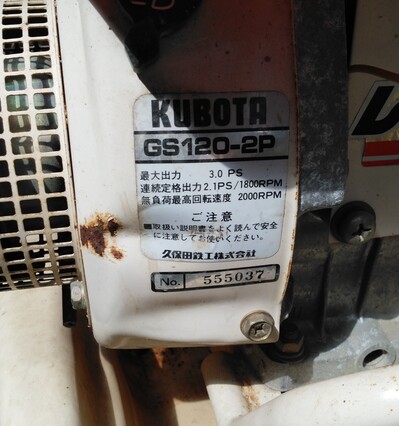 KUBOTA
GS120-2P
最大出力 3.0 PS
連続定格出力 2.1PS/1800RPM
無負荷最高回転速度 2000RPM
ご注意
■取扱い説明書をよく読んで安全
に正しくお使いください。
久保田鉄工株式会社
No. 555037